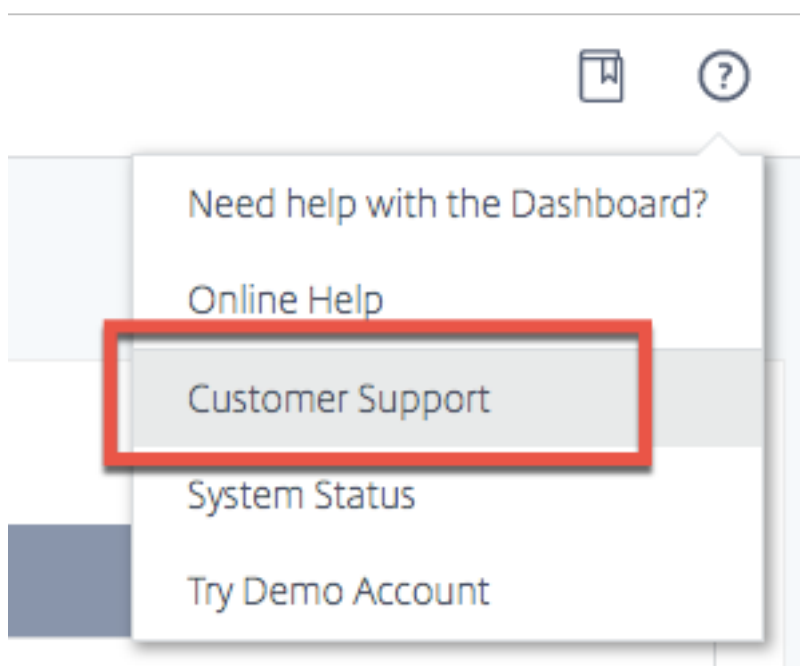 ?
Need help with the Dashboard?
Online Help
Customer Support
System Status
Try Demo Account